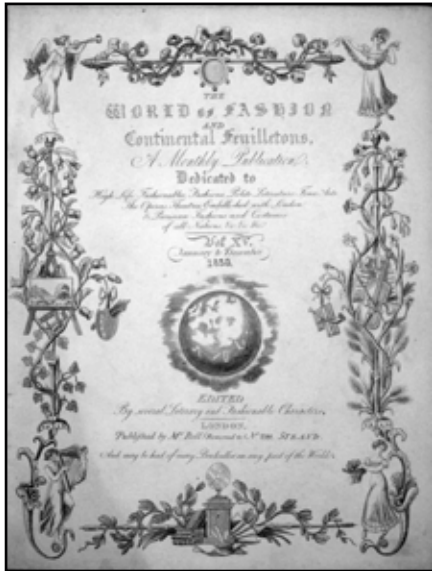 THE
WORLD OF FASHION
AND
Continental Feuilletons,
A Monthly Publication,
Dedicated to
High Life, Fashionables, Fashions, Polite Literature, Fine Arts
the Operas, Theatres, Embellished with London
& Parisian Fashions and Costumes
of all Nations &c &c &c
Vol. XV.
January to December
EDITED
By several Literary and Fashionable Characters,
LONDON,
Published by Mr. Bell (Removed to) No STRAND
And may be had of every Bookseller in any part of the World